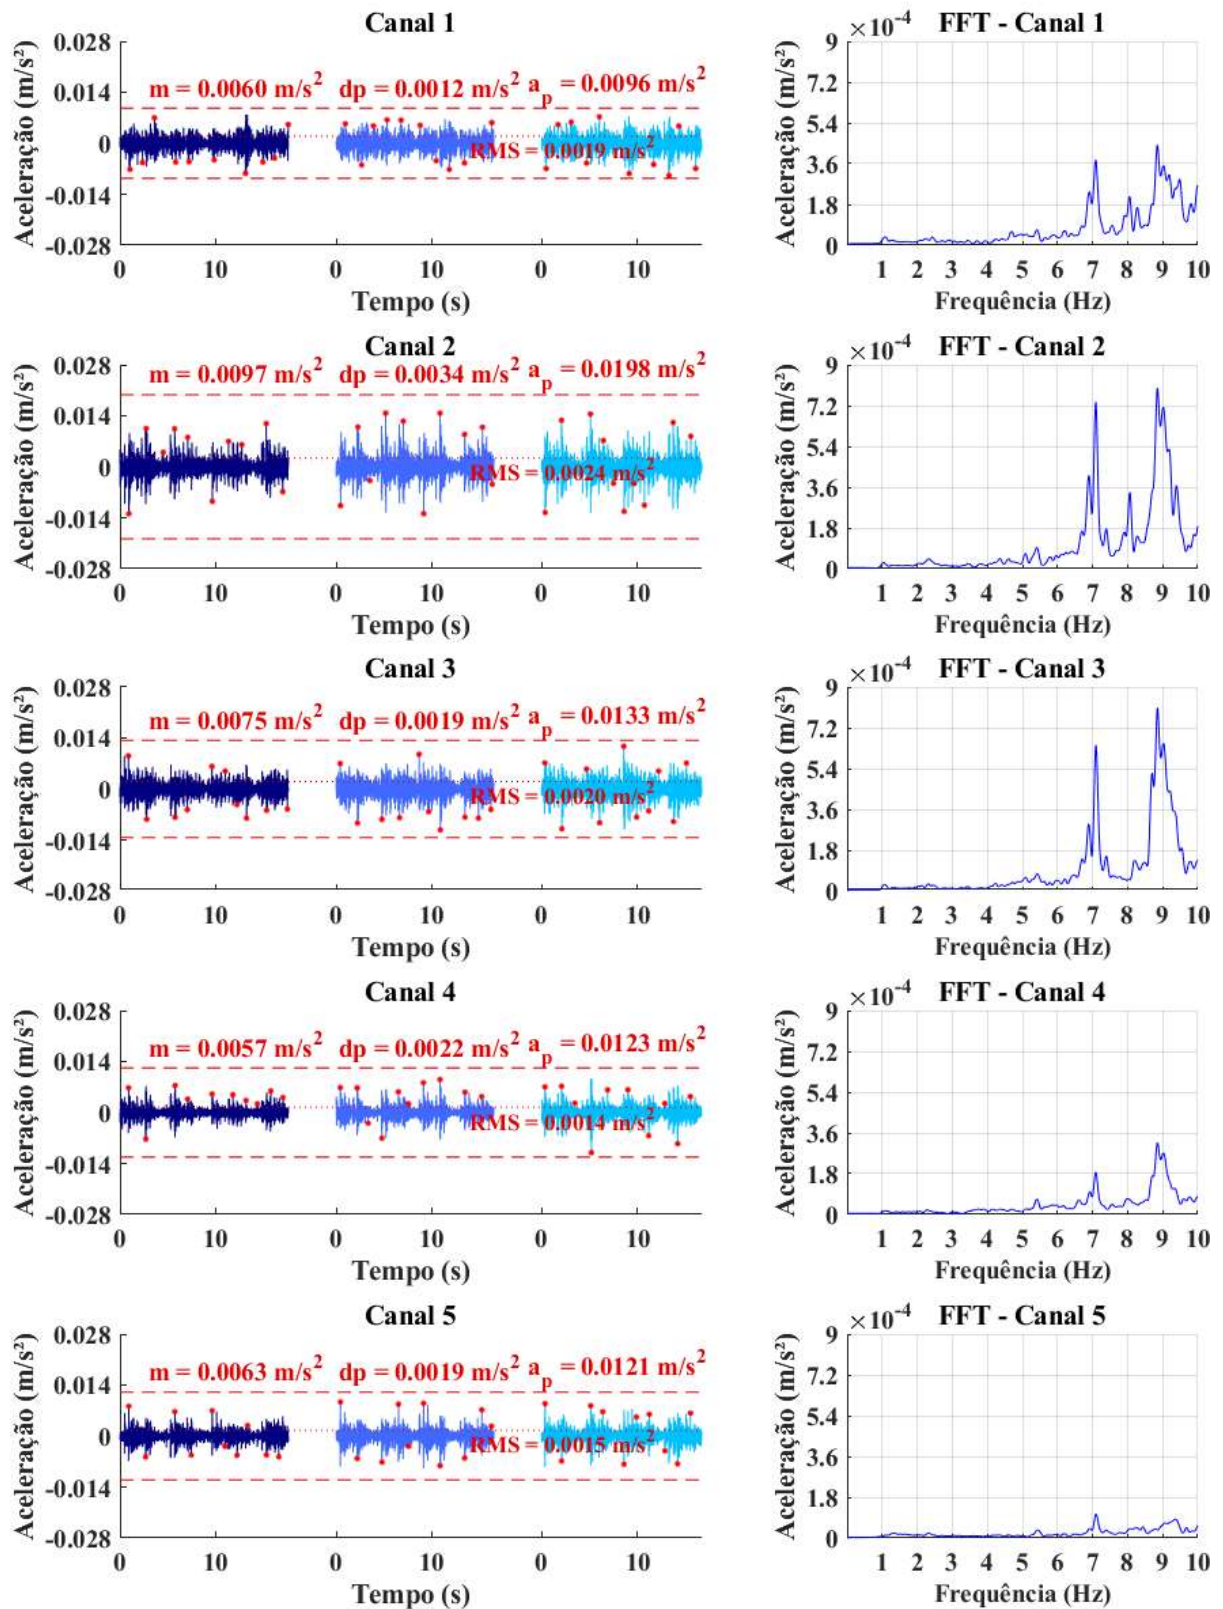 Canal 1
Aceleração (m/s²)
0.028
0.014
0
-0.014
-0.028
m = 0.0060 m/s² dp = 0.0012 m/s² aₚ = 0.0096 m/s²
RMS = 0.0019 m/s²
0 10 0 10 0 10
Tempo (s)
×10⁻⁴ FFT - Canal 1
Aceleração (m/s²)
9
7.2
5.4
3.6
1.8
0
1 2 3 4 5 6 7 8 9 10
Frequência (Hz)
Canal 2
Aceleração (m/s²)
0.028
0.014
0
-0.014
-0.028
m = 0.0097 m/s² dp = 0.0034 m/s² aₚ = 0.0198 m/s²
RMS = 0.0024 m/s²
0 10 0 10 0 10
Tempo (s)
×10⁻⁴ FFT - Canal 2
Aceleração (m/s²)
9
7.2
5.4
3.6
1.8
0
1 2 3 4 5 6 7 8 9 10
Frequência (Hz)
Canal 3
Aceleração (m/s²)
0.028
0.014
0
-0.014
-0.028
m = 0.0075 m/s² dp = 0.0019 m/s² aₚ = 0.0133 m/s²
RMS = 0.0020 m/s²
0 10 0 10 0 10
Tempo (s)
×10⁻⁴ FFT - Canal 3
Aceleração (m/s²)
9
7.2
5.4
3.6
1.8
0
1 2 3 4 5 6 7 8 9 10
Frequência (Hz)
Canal 4
Aceleração (m/s²)
0.028
0.014
0
-0.014
-0.028
m = 0.0057 m/s² dp = 0.0022 m/s² aₚ = 0.0123 m/s²
RMS = 0.0014 m/s²
0 10 0 10 0 10
Tempo (s)
×10⁻⁴ FFT - Canal 4
Aceleração (m/s²)
9
7.2
5.4
3.6
1.8
0
1 2 3 4 5 6 7 8 9 10
Frequência (Hz)
Canal 5
Aceleração (m/s²)
0.028
0.014
0
-0.014
-0.028
m = 0.0063 m/s² dp = 0.0019 m/s² aₚ = 0.0121 m/s²
RMS = 0.0015 m/s²
0 10 0 10 0 10
Tempo (s)
×10⁻⁴ FFT - Canal 5
Aceleração (m/s²)
9
7.2
5.4
3.6
1.8
0
1 2 3 4 5 6 7 8 9 10
Frequência (Hz)